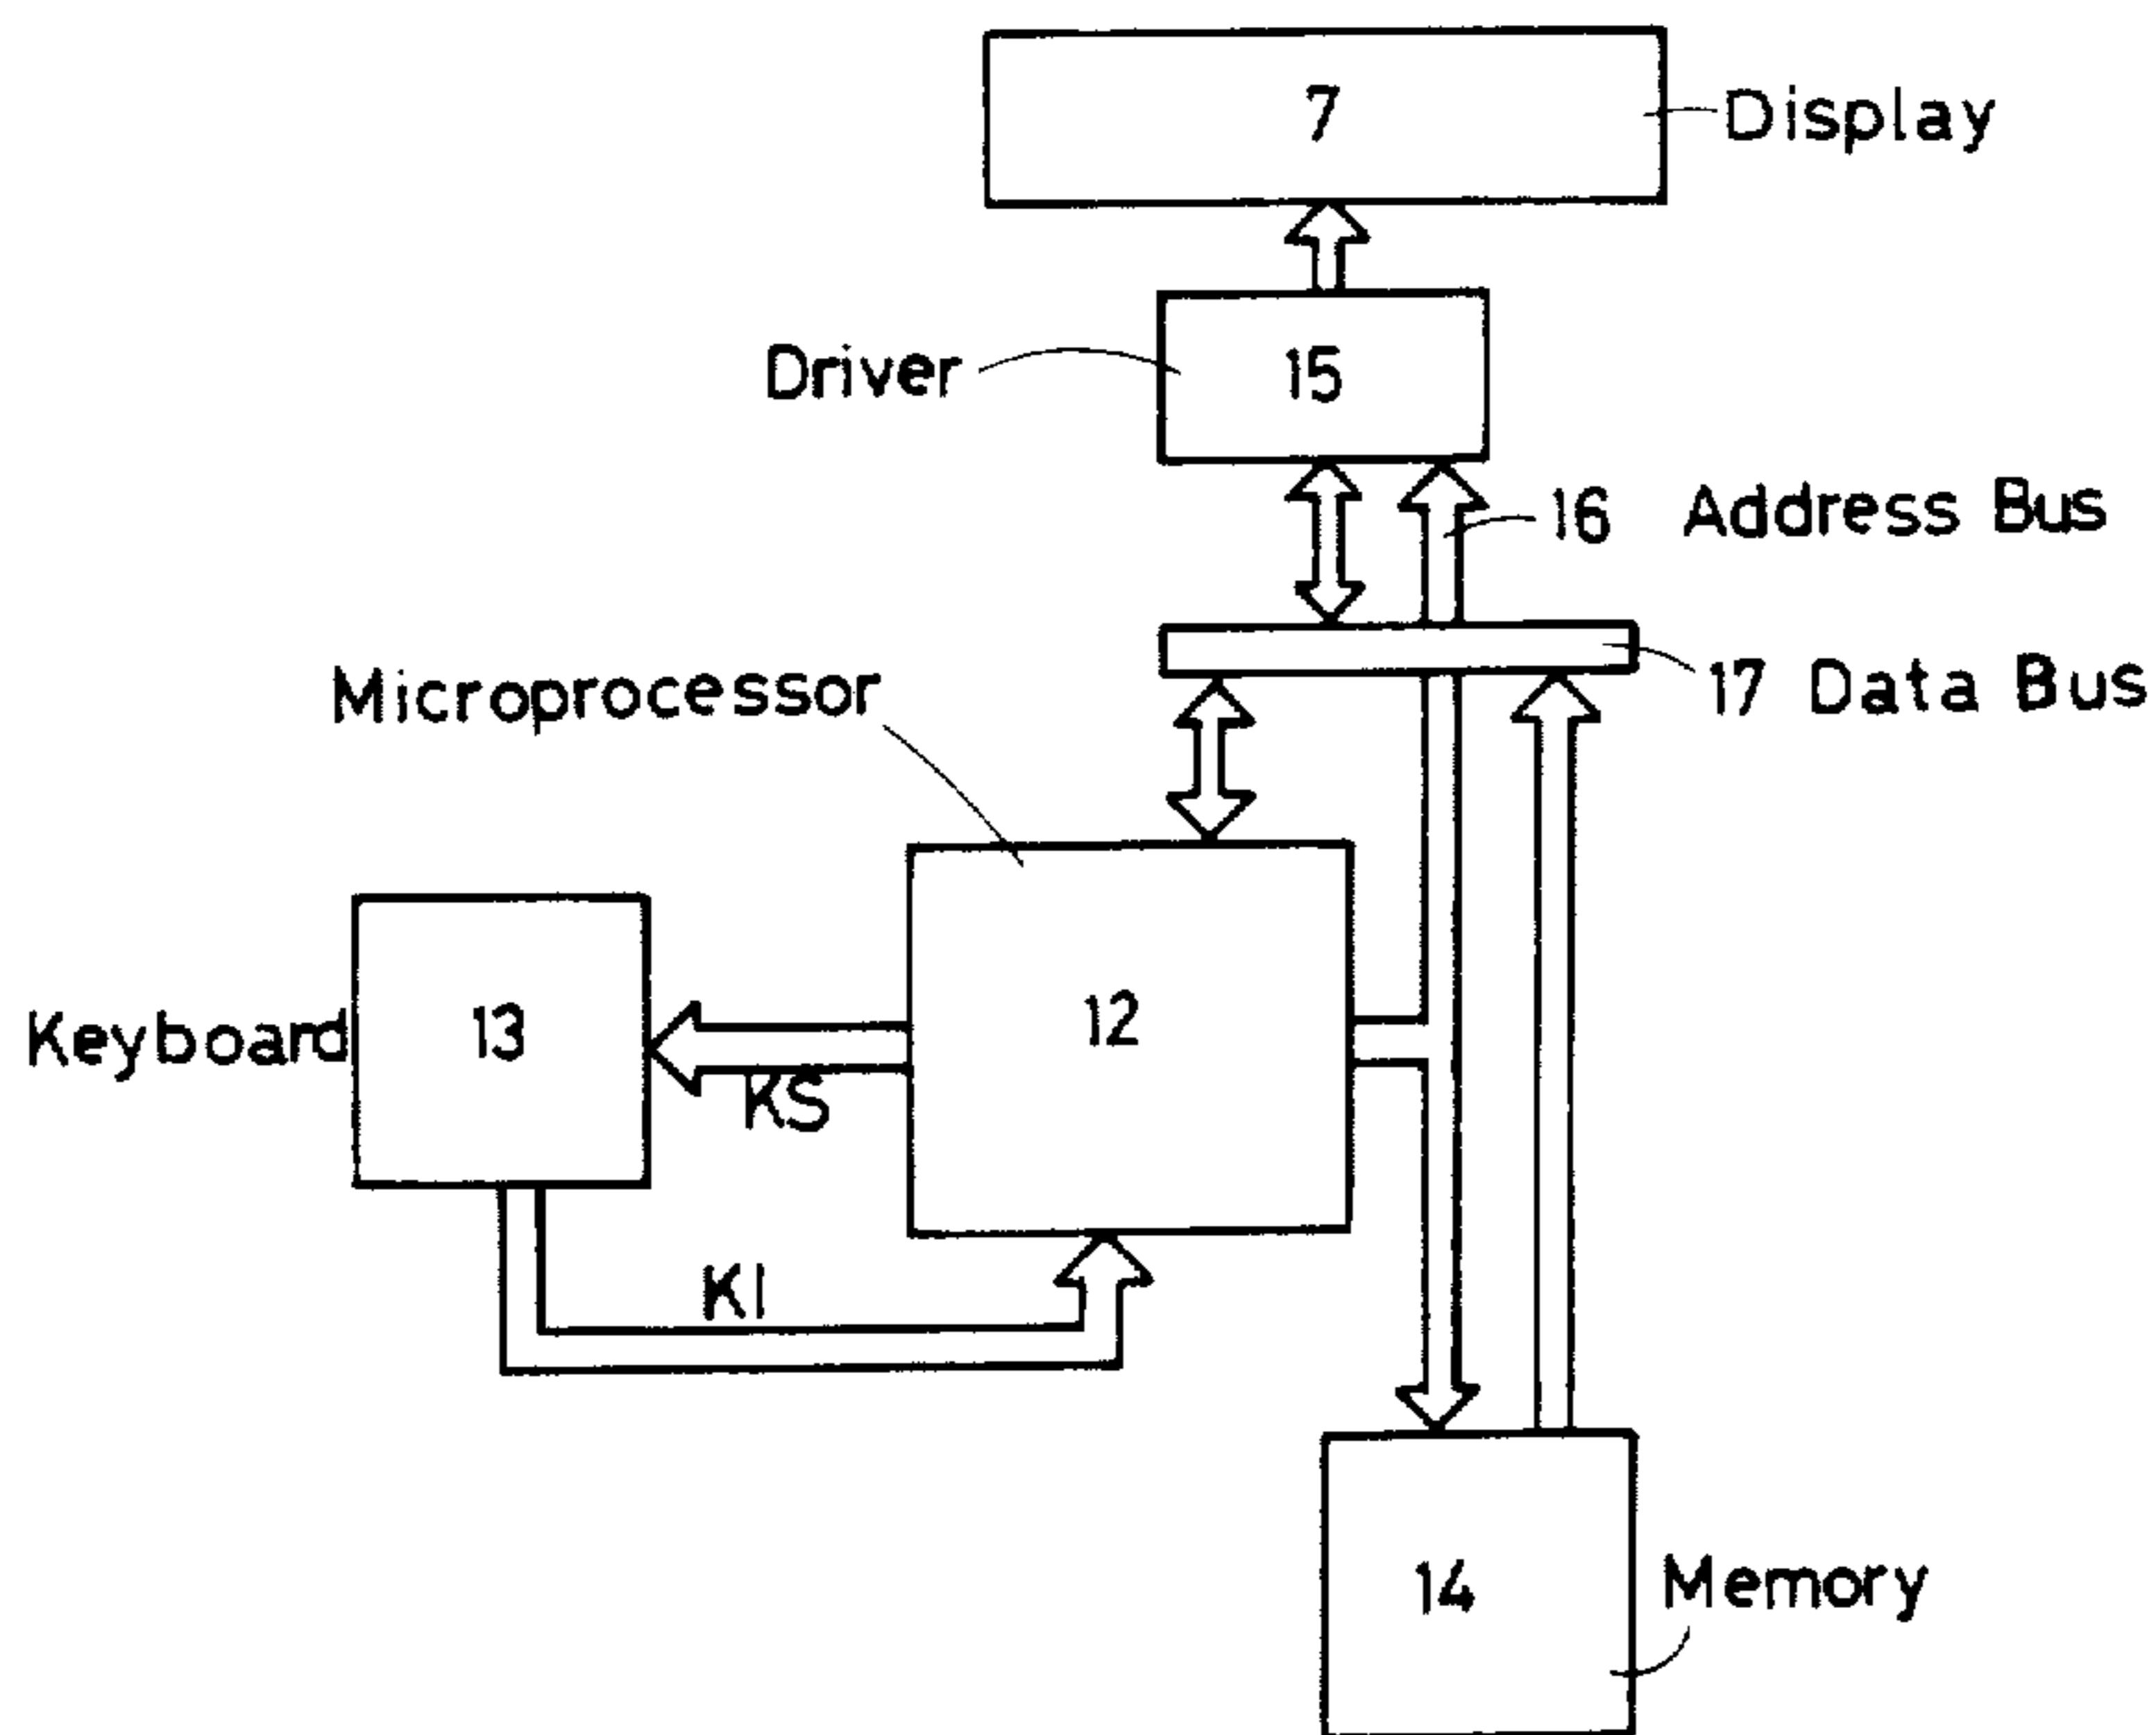 7
Display
Driver
15
16 Address Bus
17 Data Bus
Microprocessor
Keyboard
13
12
KS
KI
14
Memory